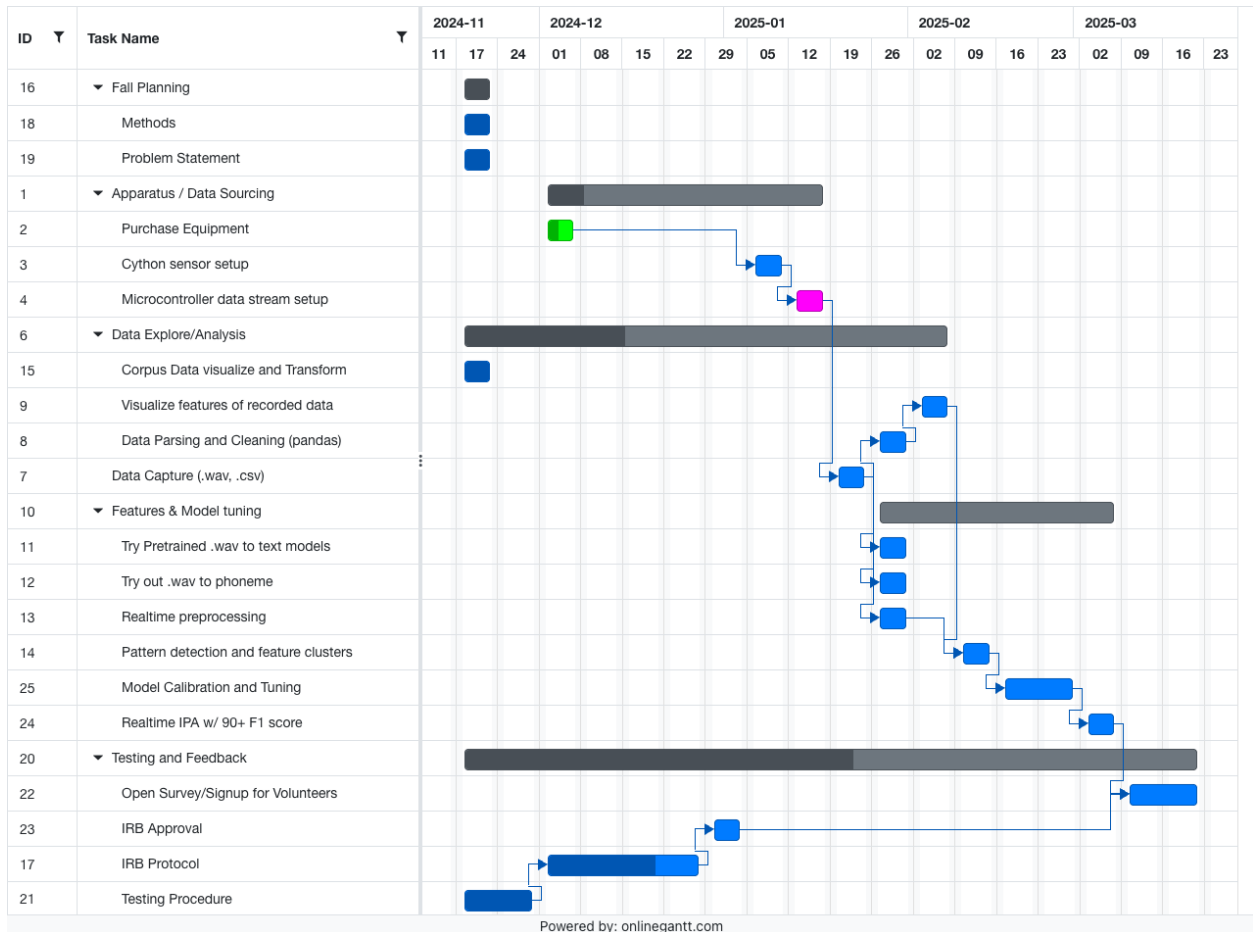 ID Task Name 2024-11 2024-12 2025-01 2025-02 2025-03
11 17 24 01 08 15 22 29 05 12 19 26 02 09 16 23 02 09 16 23
16 Fall Planning
18 Methods
19 Problem Statement
1 Apparatus / Data Sourcing
2 Purchase Equipment
3 Cython sensor setup
4 Microcontroller data stream setup
6 Data Explore/Analysis
15 Corpus Data visualize and Transform
9 Visualize features of recorded data
8 Data Parsing and Cleaning (pandas)
7 Data Capture (.wav, .csv)
10 Features & Model tuning
11 Try Pretrained .wav to text models
12 Try out .wav to phoneme
13 Realtime preprocessing
14 Pattern detection and feature clusters
25 Model Calibration and Tuning
24 Realtime IPA w/ 90+ F1 score
20 Testing and Feedback
22 Open Survey/Signup for Volunteers
23 IRB Approval
17 IRB Protocol
21 Testing Procedure
Powered by: onlinegantt.com